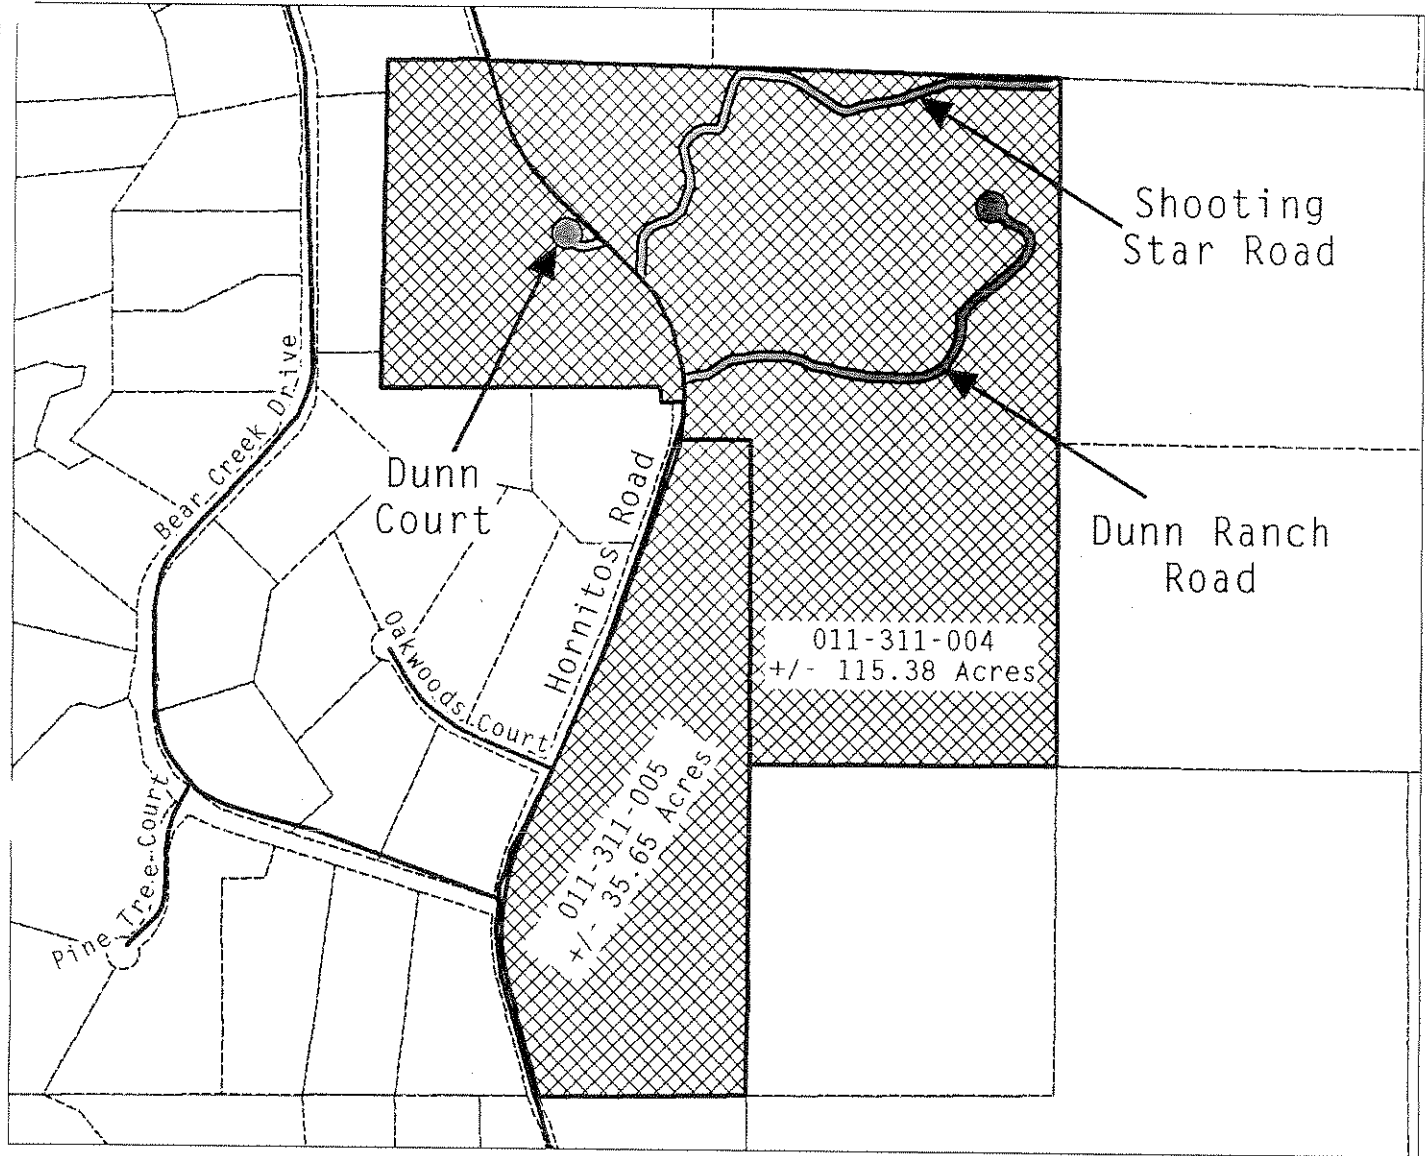 Shooting
Star Road
Bear Creek Drive
Dunn
Court
Hornitos Road
Dunn Ranch
Road
Oakwoods Court
011-311-004
+/- 115.38 Acres
011-311-005
+/- 35.65 Acres
Pine Tree Court